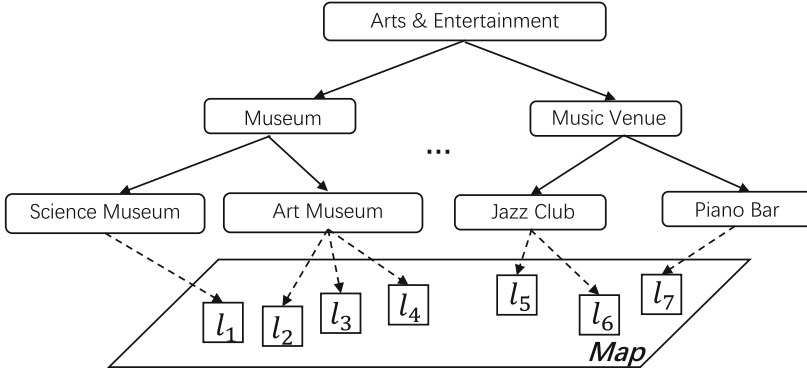 Arts & Entertainment
Museum
Music Venue
...
Science Museum
Art Museum
Jazz Club
Piano Bar
l1
l2
l3
l4
l5
l6
l7
Map